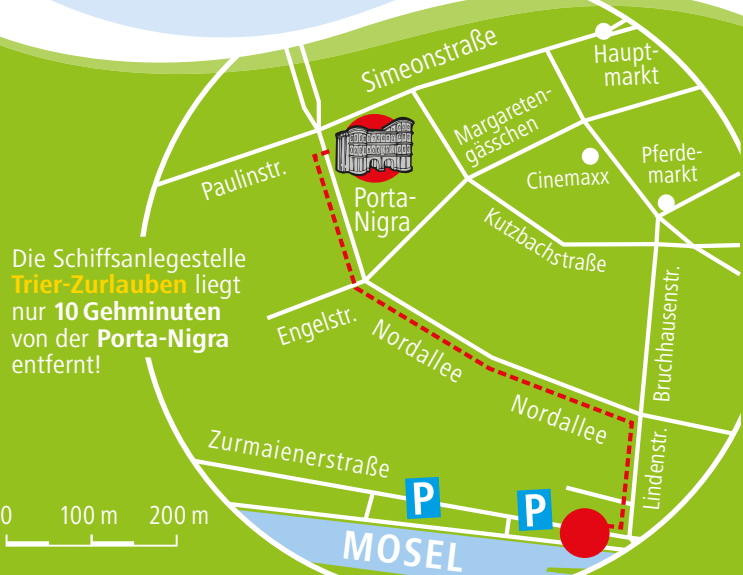 Simeonstraße
Haupt-
markt
Margareten-
gässchen
Cinemaxx
Pferde-
markt
Paulinstr.
Porta-
Nigra
Kutzbachstraße
Die Schiffsanlegestelle
Trier-Zurlauben liegt
nur 10 Gehminuten
von der Porta-Nigra
entfernt!
Engelstr.
Nordallee
Nordallee
Bruchhausenstr.
Lindenstr.
Zurmaienerstraße
P
P
0 100 m 200 m
MOSEL